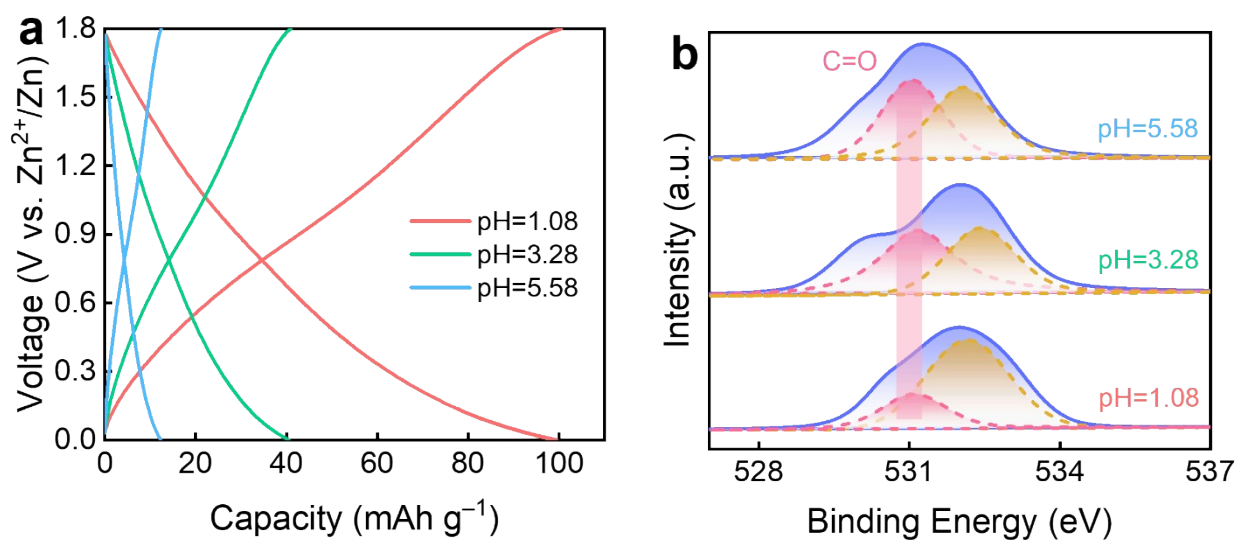 a
1.8
1.5
1.2
0.9
0.6
0.3
0.0
Voltage (V vs. Zn²⁺/Zn)
pH=1.08
pH=3.28
pH=5.58
0 20 40 60 80 100
Capacity (mAh g⁻¹)
b
C=O
pH=5.58
pH=3.28
pH=1.08
Intensity (a.u.)
528 531 534 537
Binding Energy (eV)